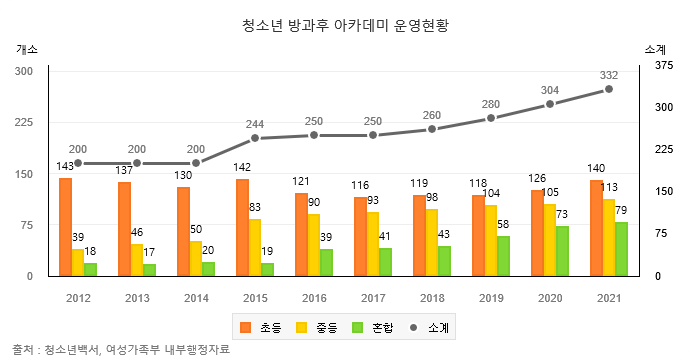 청소년 방과후 아카데미 운영현황
개소 소계
300 225 150 75 0
375 300 225 150 75 0
200 200 200 244 250 250 260 280 304 332
143 137 130 142 121 116 119 118 126 140
39 46 50 83 90 93 98 104 105 113
18 17 20 19 39 41 43 58 73 79
2012 2013 2014 2015 2016 2017 2018 2019 2020 2021
초등 중등 혼합 소계
출처 : 청소년백서, 여성가족부 내부행정자료